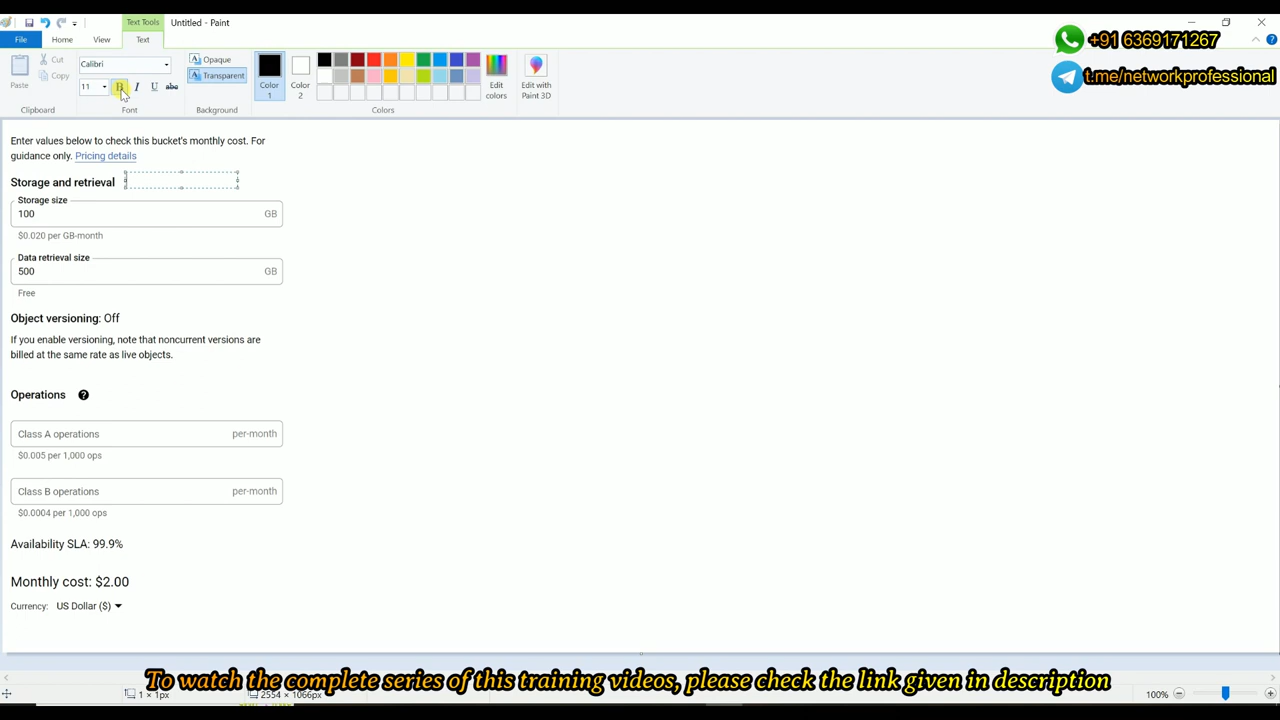 Text Tools
Untitled - Paint
File
Home
View
Text
+91 6369171267
t.me/networkprofessional
Paste
Cut
Copy
Clipboard
Calibri
11
B
I
U
abc
Font
Opaque
Transparent
Background
Color
1
Color
2
Colors
Edit
colors
Edit with
Paint 3D
Enter values below to check this bucket's monthly cost. For
guidance only. Pricing details
Storage and retrieval
Storage size
100 GB
$0.020 per GB-month
Data retrieval size
500 GB
Free
Object versioning: Off
If you enable versioning, note that noncurrent versions are
billed at the same rate as live objects.
Operations ?
Class A operations per-month
$0.005 per 1,000 ops
Class B operations per-month
$0.0004 per 1,000 ops
Availability SLA: 99.9%
Monthly cost: $2.00
Currency: US Dollar ($)
To watch the complete series of this training videos, please check the link given in description
1 × 1px
2554 × 1066px
100%